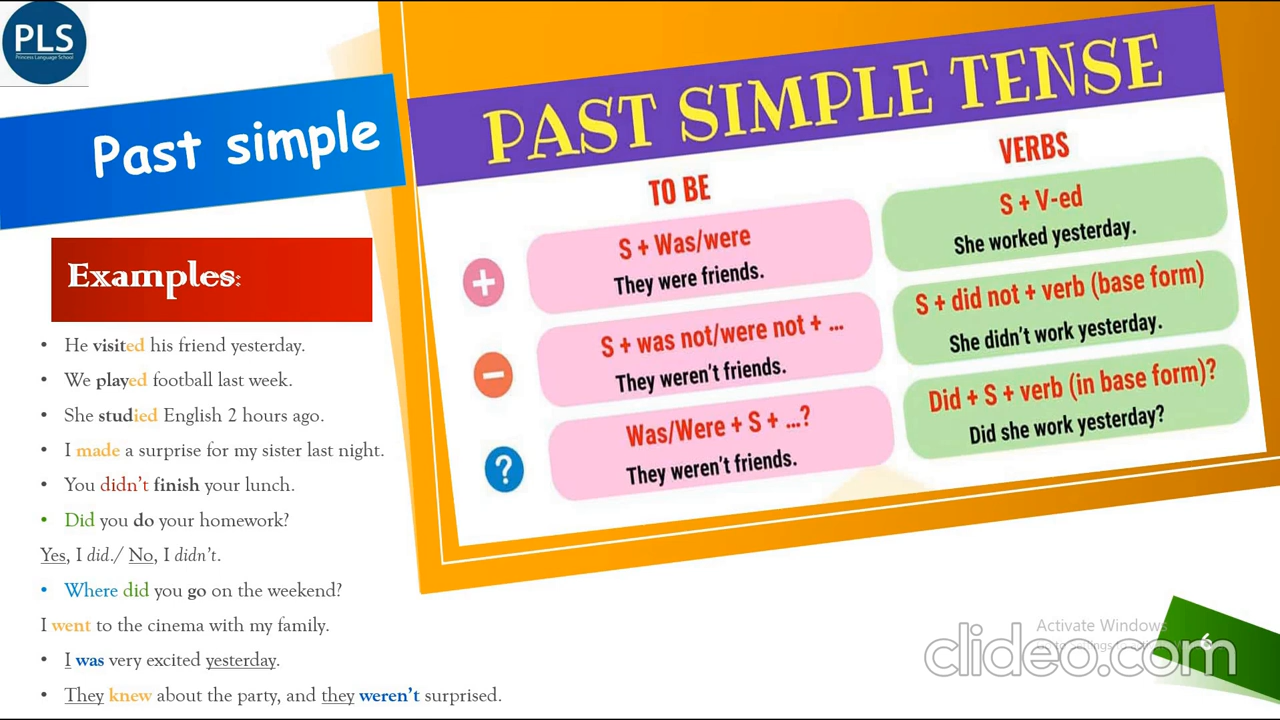 PLS
Princess Language School
Past simple
Examples:
• He visited his friend yesterday.
• We played football last week.
• She studied English 2 hours ago.
• I made a surprise for my sister last night.
• You didn't finish your lunch.
• Did you do your homework?
Yes, I did./ No, I didn't.
• Where did you go on the weekend?
I went to the cinema with my family.
• I was very excited yesterday.
• They knew about the party, and they weren't surprised.
PAST SIMPLE TENSE
TO BE
VERBS
+
S + Was/were
They were friends.
S + V-ed
She worked yesterday.
−
S + was not/were not + ...
They weren't friends.
S + did not + verb (base form)
She didn't work yesterday.
?
Was/Were + S + ...?
They weren't friends.
Did + S + verb (in base form)?
Did she work yesterday?
Activate Windows
clideo.com
6